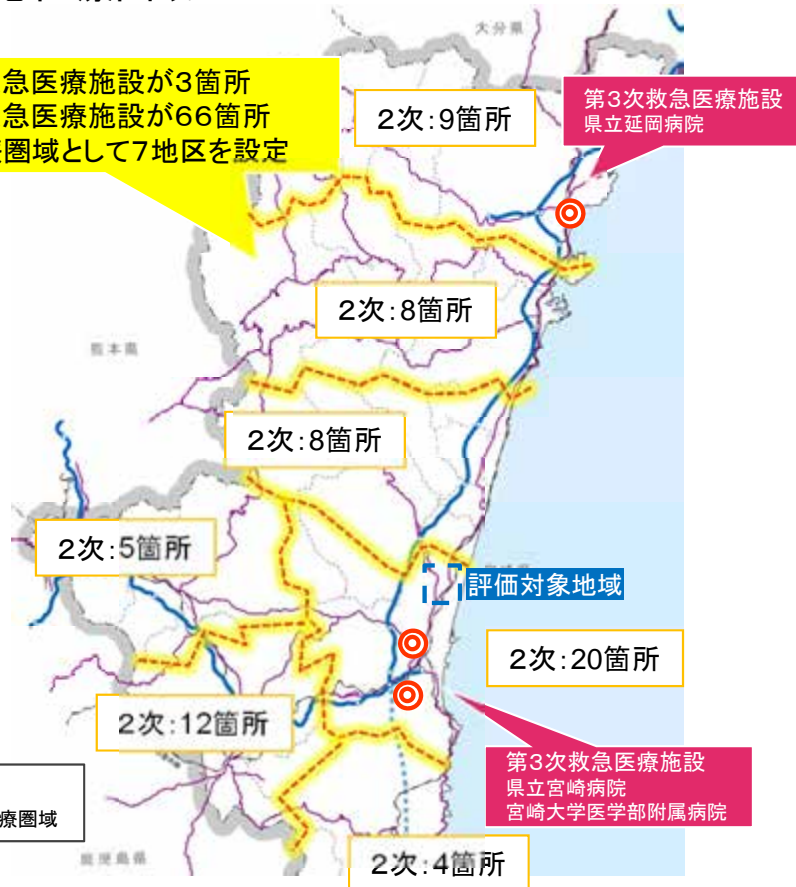 大分県
急医療施設が3箇所
急医療施設が66箇所
圏域として7地区を設定
2次：9箇所
第3次救急医療施設
県立延岡病院
2次：8箇所
熊本県
2次：8箇所
2次：5箇所
評価対象地域
2次：20箇所
2次：12箇所
第3次救急医療施設
県立宮崎病院
宮崎大学医学部附属病院
療圏域
鹿児島県
2次：4箇所